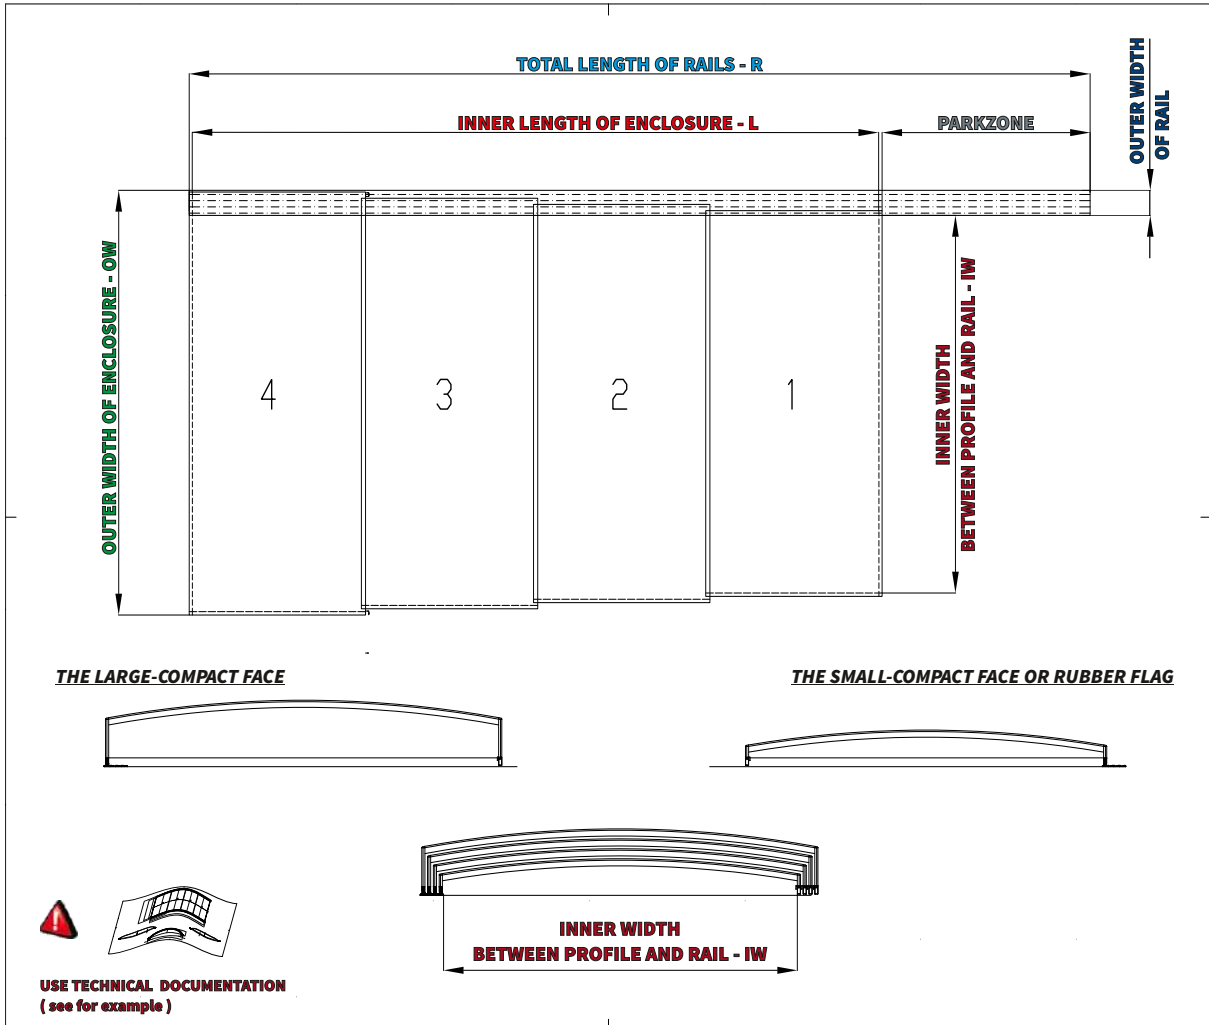 TOTAL LENGTH OF RAILS - R
OUTER WIDTH
OF RAIL
INNER LENGTH OF ENCLOSURE - L
PARKZONE
OUTER WIDTH OF ENCLOSURE - OW
4
3
2
1
INNER WIDTH
BETWEEN PROFILE AND RAIL - IW
THE LARGE-COMPACT FACE
THE SMALL-COMPACT FACE OR RUBBER FLAG
INNER WIDTH
BETWEEN PROFILE AND RAIL - IW
!
USE TECHNICAL DOCUMENTATION
( see for example )